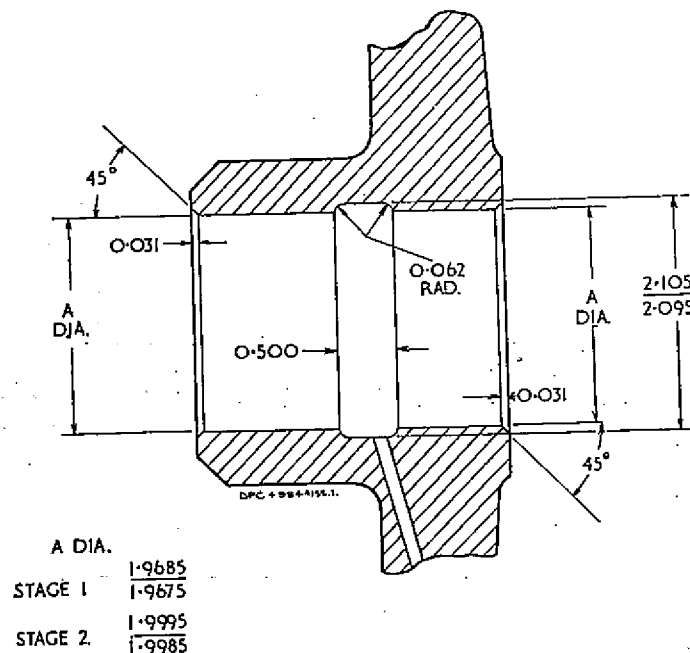 45°
0·031
A
DIA.
0·062
RAD.
0·500
A
DIA.
2·105
2·095
0·031
45°
A DIA.
STAGE 1 1·9685
1·9675
STAGE 2. 1·9995
1·9985